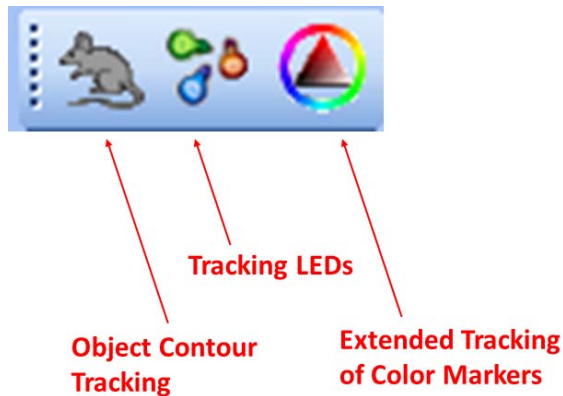 Tracking LEDs
Object Contour
Tracking
Extended Tracking
of Color Markers